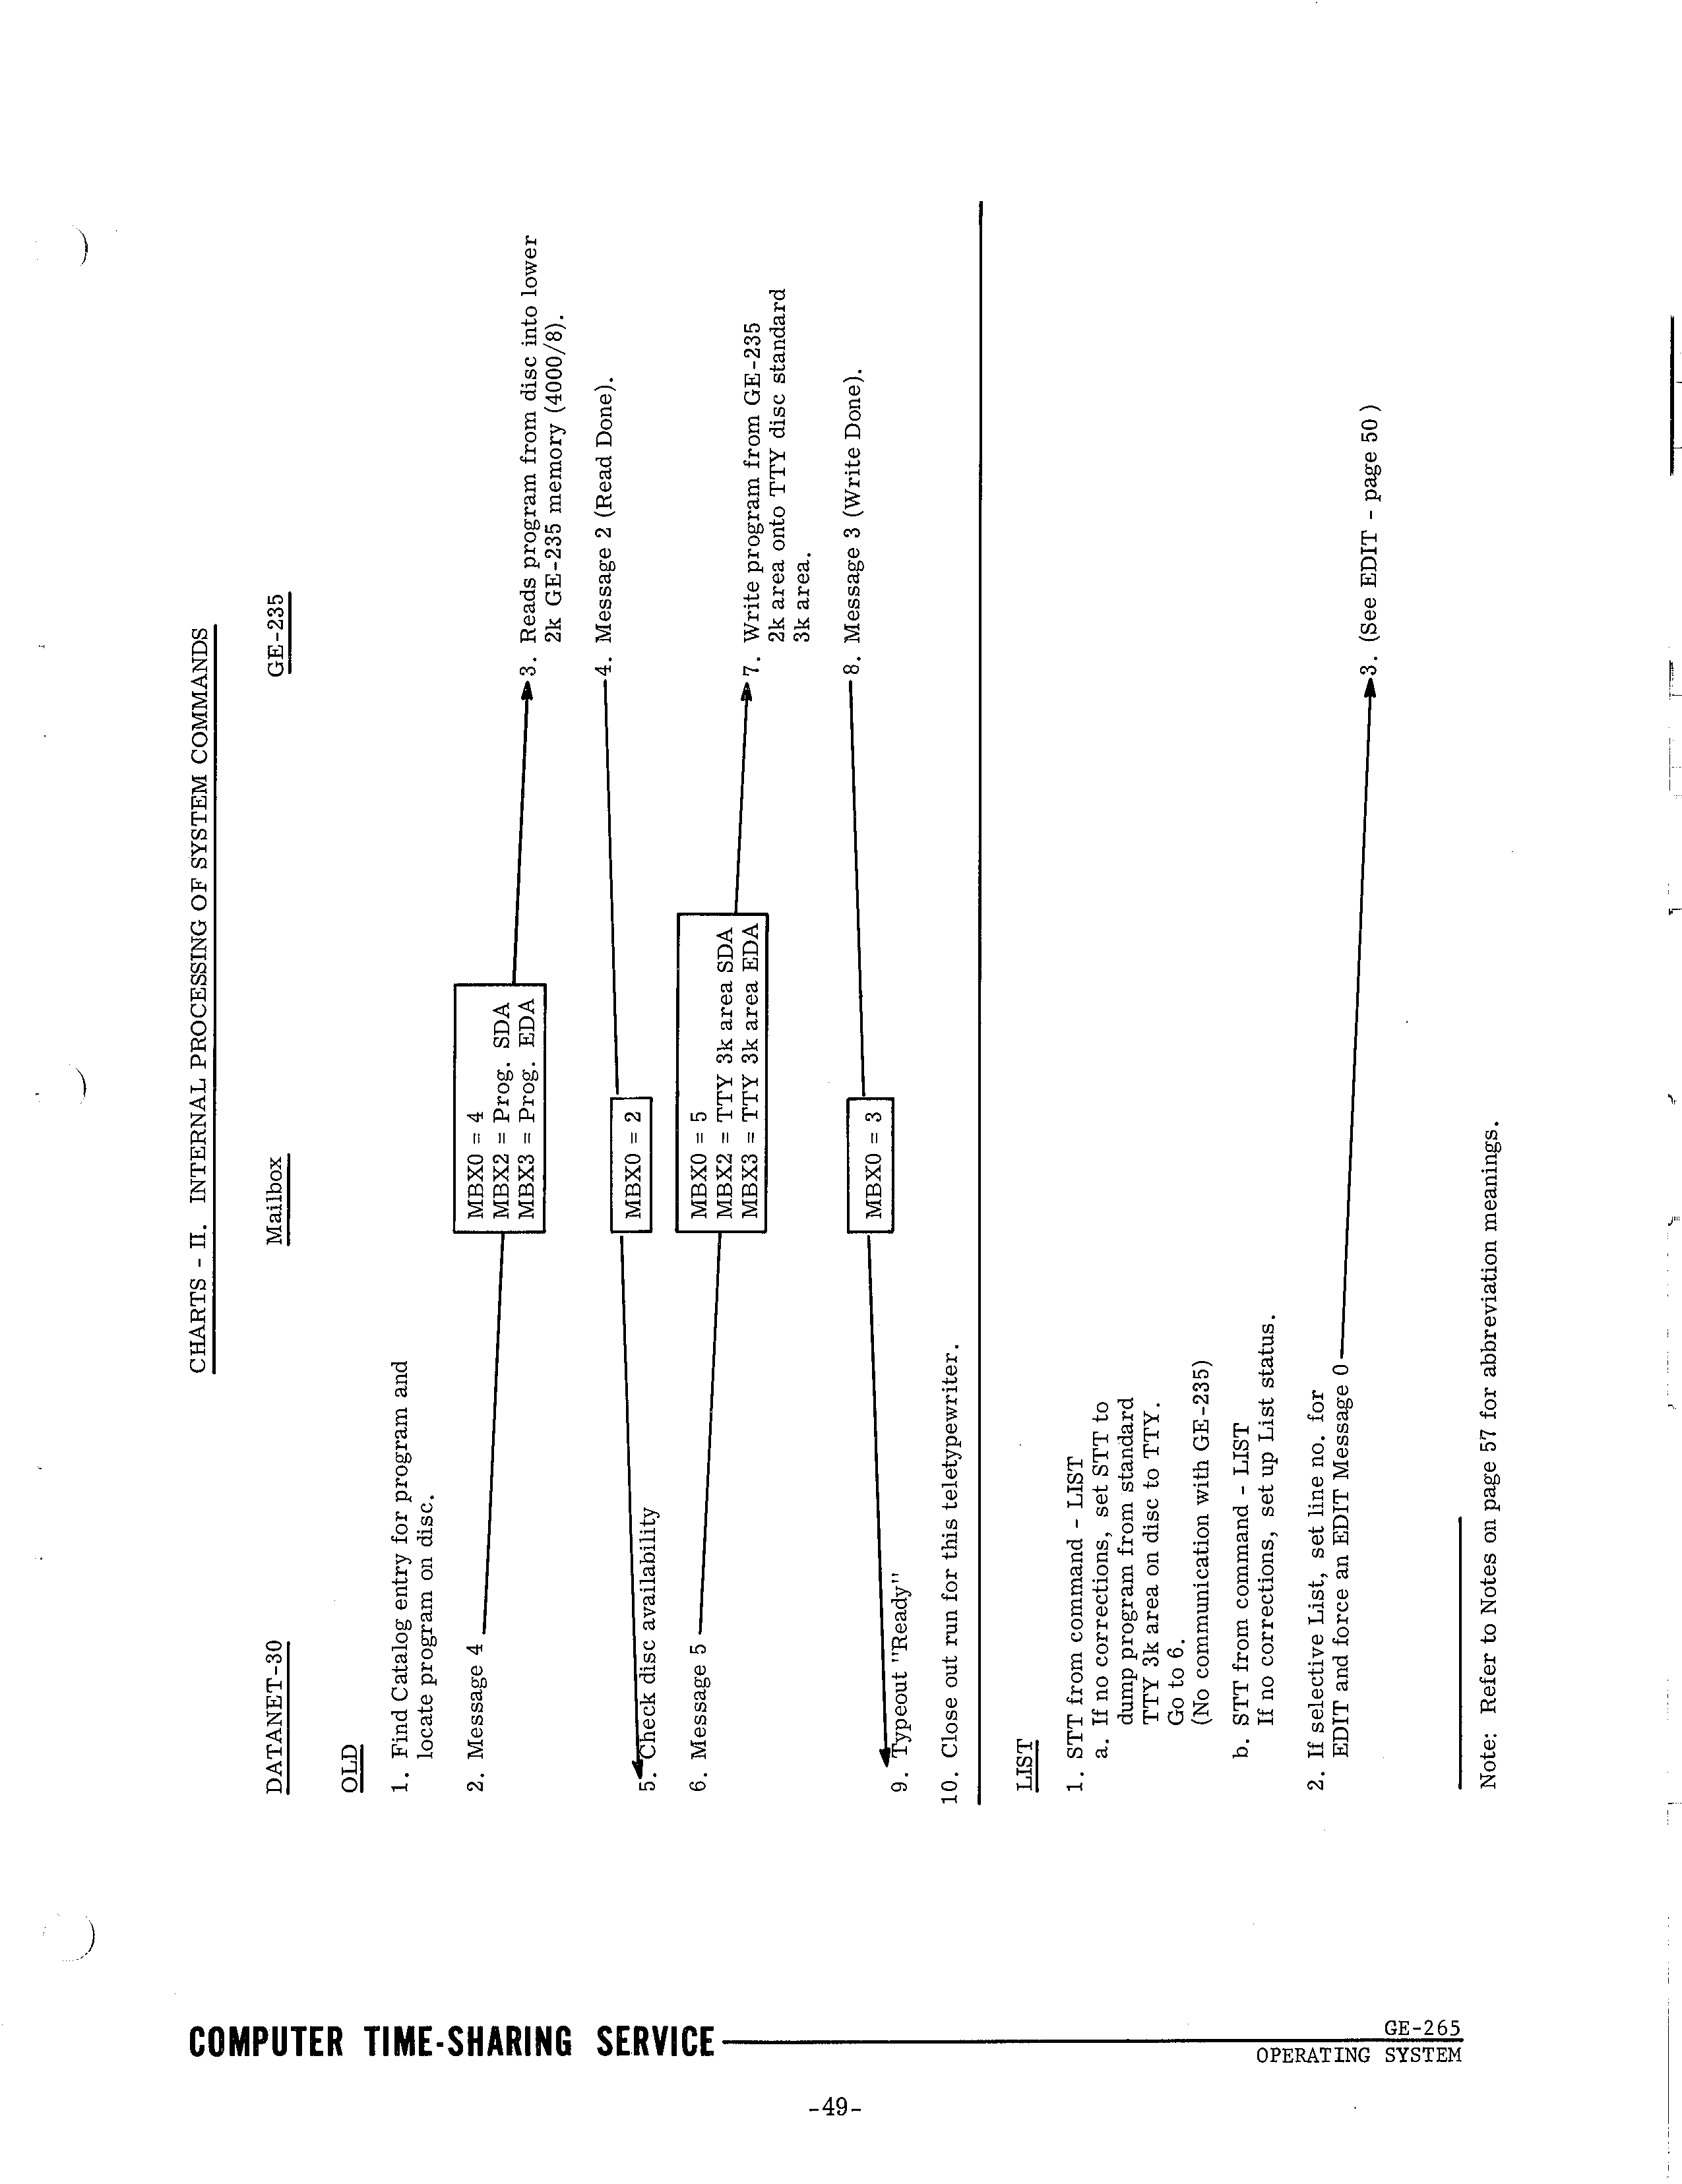 CHARTS - II. INTERNAL PROCESSING OF SYSTEM COMMANDS
DATANET-30
Mailbox
GE-235
OLD
1. Find Catalog entry for program and
locate program on disc.
2. Message 4
MBX0 = 4
MBX2 = Prog. SDA
MBX3 = Prog. EDA
3. Reads program from disc into lower
2k GE-235 memory (4000/8).
4. Message 2 (Read Done).
MBX0 = 2
5. Check disc availability
6. Message 5
MBX0 = 5
MBX2 = TTY 3k area SDA
MBX3 = TTY 3k area EDA
7. Write program from GE-235
2k area onto TTY disc standard
3k area.
8. Message 3 (Write Done).
MBX0 = 3
9. Typeout "Ready"
10. Close out run for this teletypewriter.
LIST
1. STT from command - LIST
a. If no corrections, set STT to
dump program from standard
TTY 3k area on disc to TTY.
Go to 6.
(No communication with GE-235)
b. STT from command - LIST
If no corrections, set up List status.
2. If selective List, set line no. for
EDIT and force an EDIT Message 0
3. (See EDIT - page 50)
Note: Refer to Notes on page 57 for abbreviation meanings.
COMPUTER TIME-SHARING SERVICE
GE-265
OPERATING SYSTEM
-49-